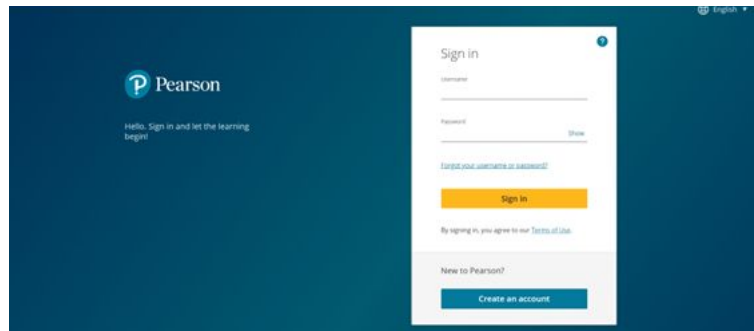 English
Pearson
Hello. Sign in and let the learning
begin!
?
Sign in
Username
Password
Show
Forgot your username or password?
Sign in
By signing in, you agree to our Terms of Use.
New to Pearson?
Create an account